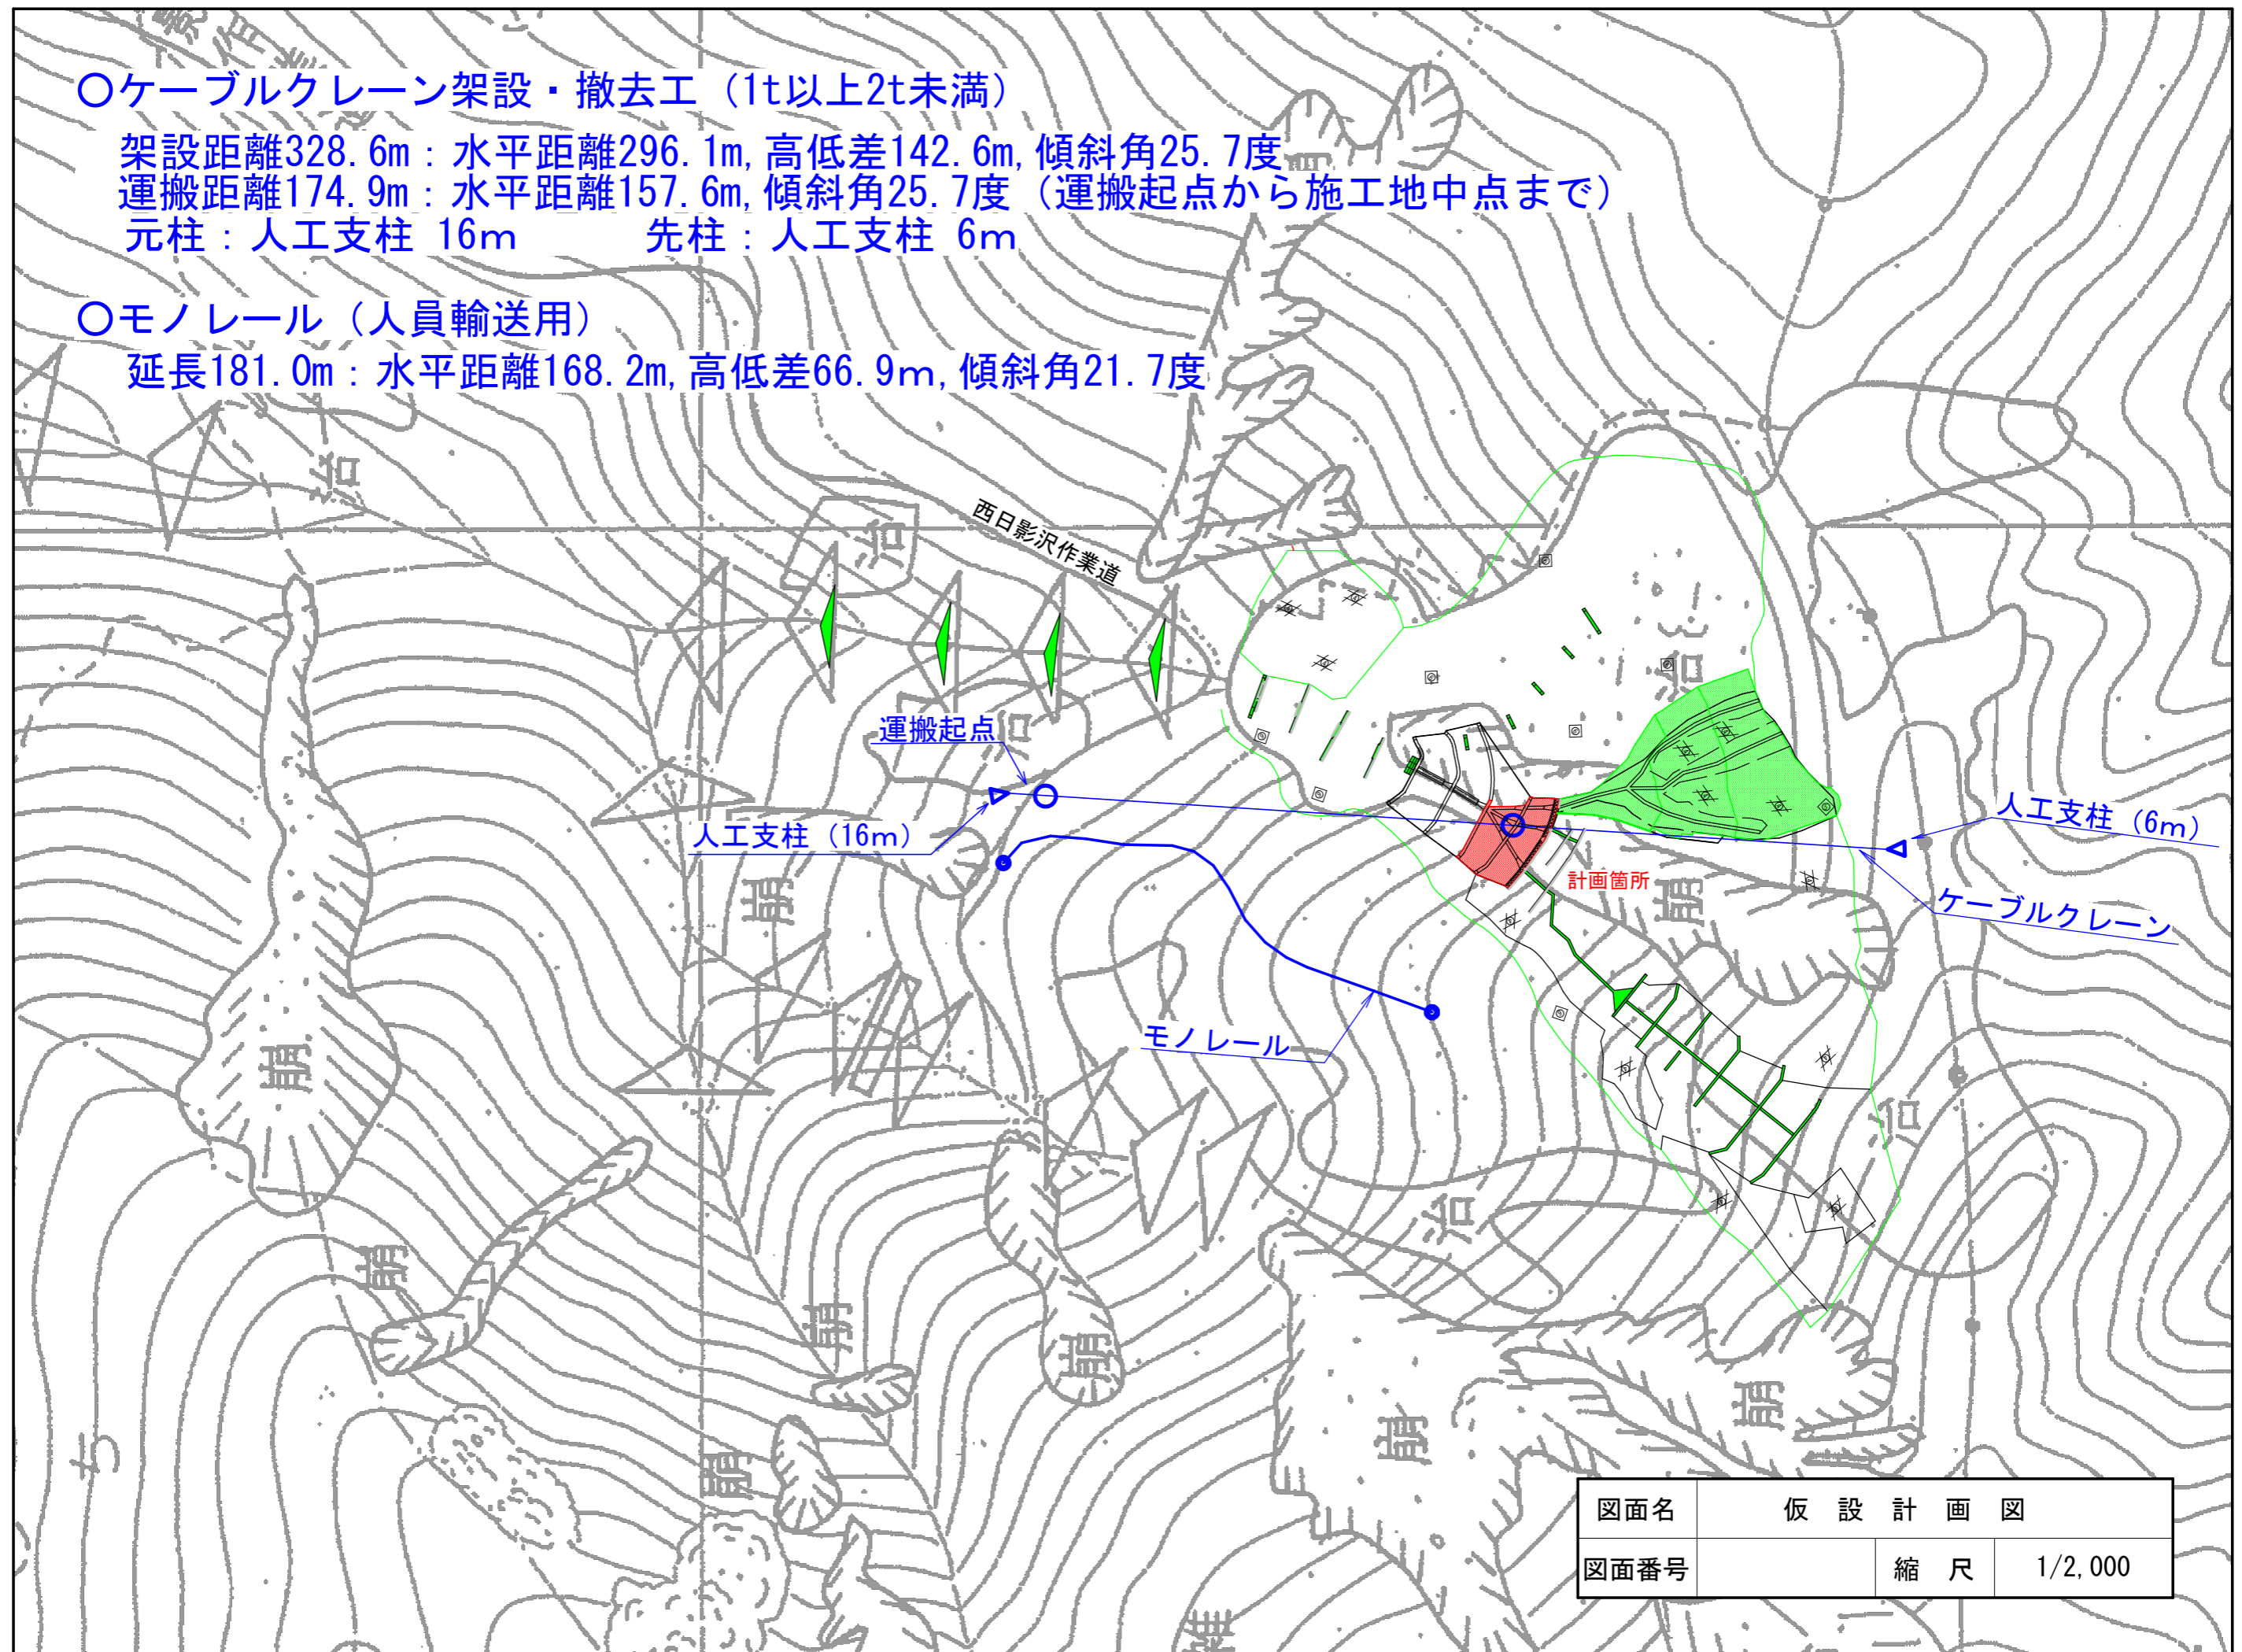 ○ケーブルクレーン架設・撤去工（1t以上2t未満）
架設距離328.6m：水平距離296.1m,高低差142.6m,傾斜角25.7度
運搬距離174.9m：水平距離157.6m,傾斜角25.7度（運搬起点から施工地中点まで）
元柱：人工支柱 16m　先柱：人工支柱 6m
○モノレール（人員輸送用）
延長181.0m：水平距離168.2m,高低差66.9m,傾斜角21.7度
西日影沢作業道
治
治
治
治
運搬起点
人工支柱（16m）
人工支柱（6m）
計画箇所
ケーブルクレーン
モノレール
崩
崩
崩
崩
治
治
崩
崩
崩
崩
崩
崩
崩
ち
図面名　仮設計画図
図面番号　縮尺　1/2,000